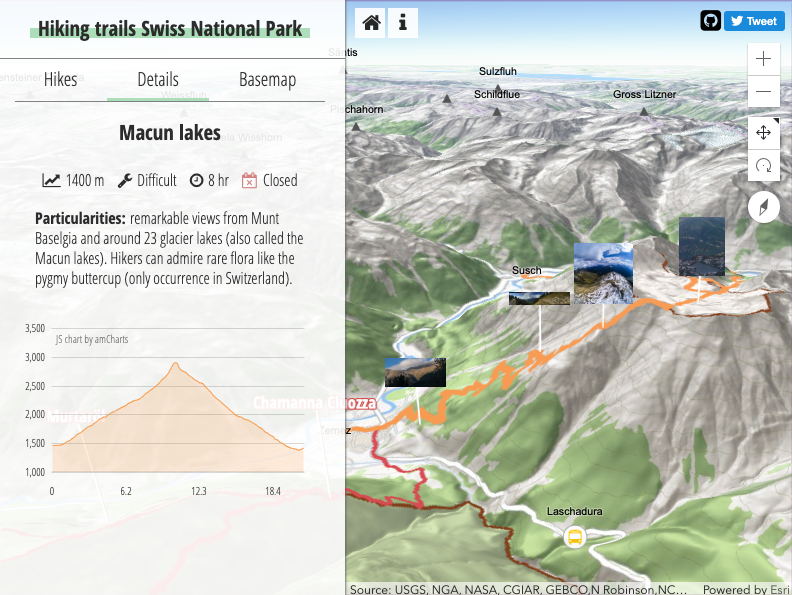 Hiking trails Swiss National Park
Hikes
Details
Basemap
Macun lakes
1400 m
Difficult
8 hr
Closed
Particularities: remarkable views from Munt
Baselgia and around 23 glacier lakes (also called the
Macun lakes). Hikers can admire rare flora like the
pygmy buttercup (only occurrence in Switzerland).
3,500
JS chart by amCharts
3,000
2,500
2,000
1,500
1,000
0
6.2
12.3
18.4
Chamanna Cluozza
Zernez
Weissfluh
Säntis
Sulzfluh
Schildflue
Gross Litzner
Susch
Laschadura
Tweet
Source: USGS, NGA, NASA, CGIAR, GEBCO,N Robinson,NC...
Powered by Esri